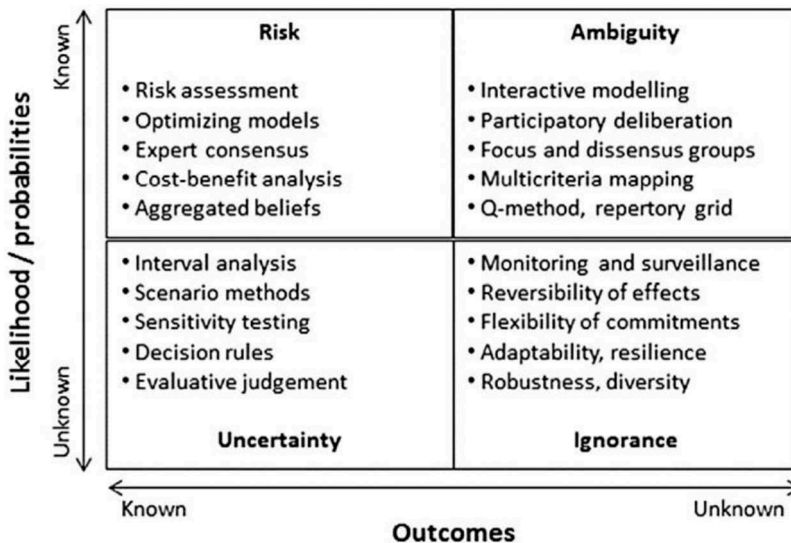 Likelihood / probabilities
Known
Unknown
Risk
• Risk assessment
• Optimizing models
• Expert consensus
• Cost-benefit analysis
• Aggregated beliefs
Ambiguity
• Interactive modelling
• Participatory deliberation
• Focus and dissensus groups
• Multicriteria mapping
• Q-method, repertory grid
• Interval analysis
• Scenario methods
• Sensitivity testing
• Decision rules
• Evaluative judgement
Uncertainty
• Monitoring and surveillance
• Reversibility of effects
• Flexibility of commitments
• Adaptability, resilience
• Robustness, diversity
Ignorance
Known
Unknown
Outcomes